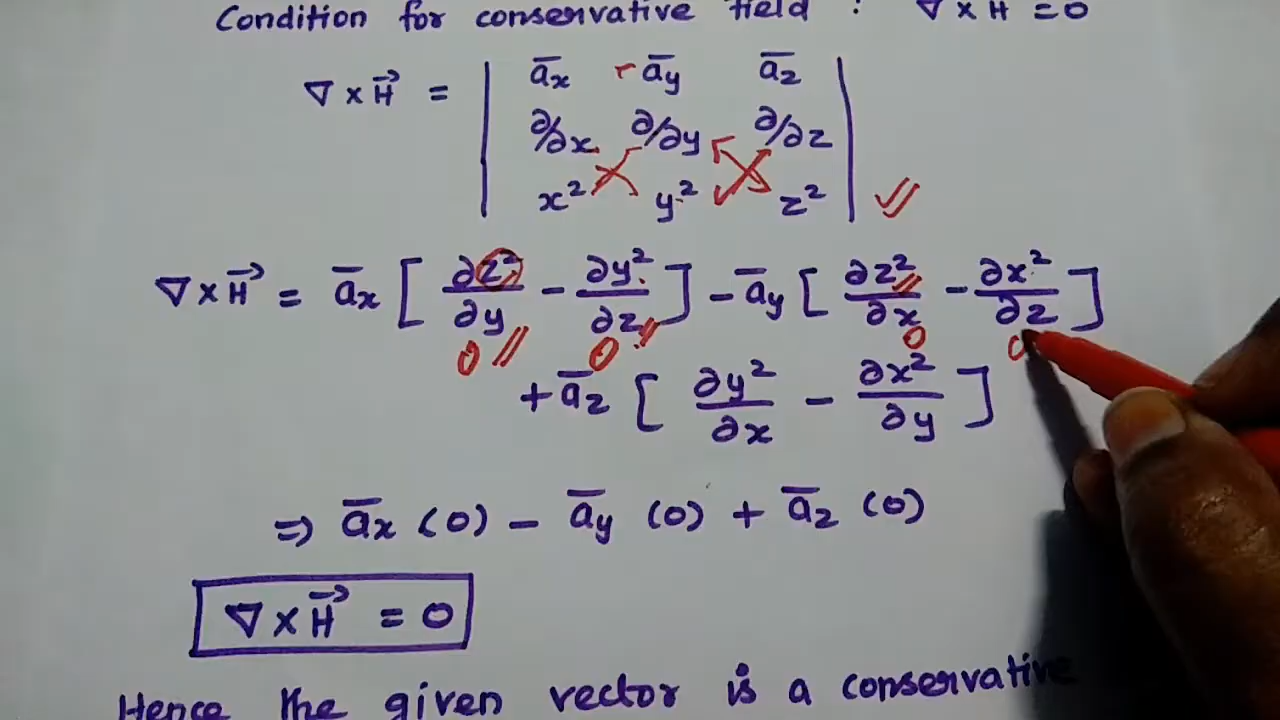 Condition for conservative field : ∇ × H = 0
∇ × H⃗ = | a̅x a̅y a̅z |
| ∂/∂x ∂/∂y ∂/∂z |
| x² y² z² |
∇ × H⃗ = a̅x [ ∂z²/∂y − ∂y²/∂z ] − a̅y [ ∂z²/∂x − ∂x²/∂z ]
0 0 0 0
+ a̅z [ ∂y²/∂x − ∂x²/∂y ]
⇒ a̅x (0) − a̅y (0) + a̅z (0)
∇ × H⃗ = 0
Hence the given vector is a conservative